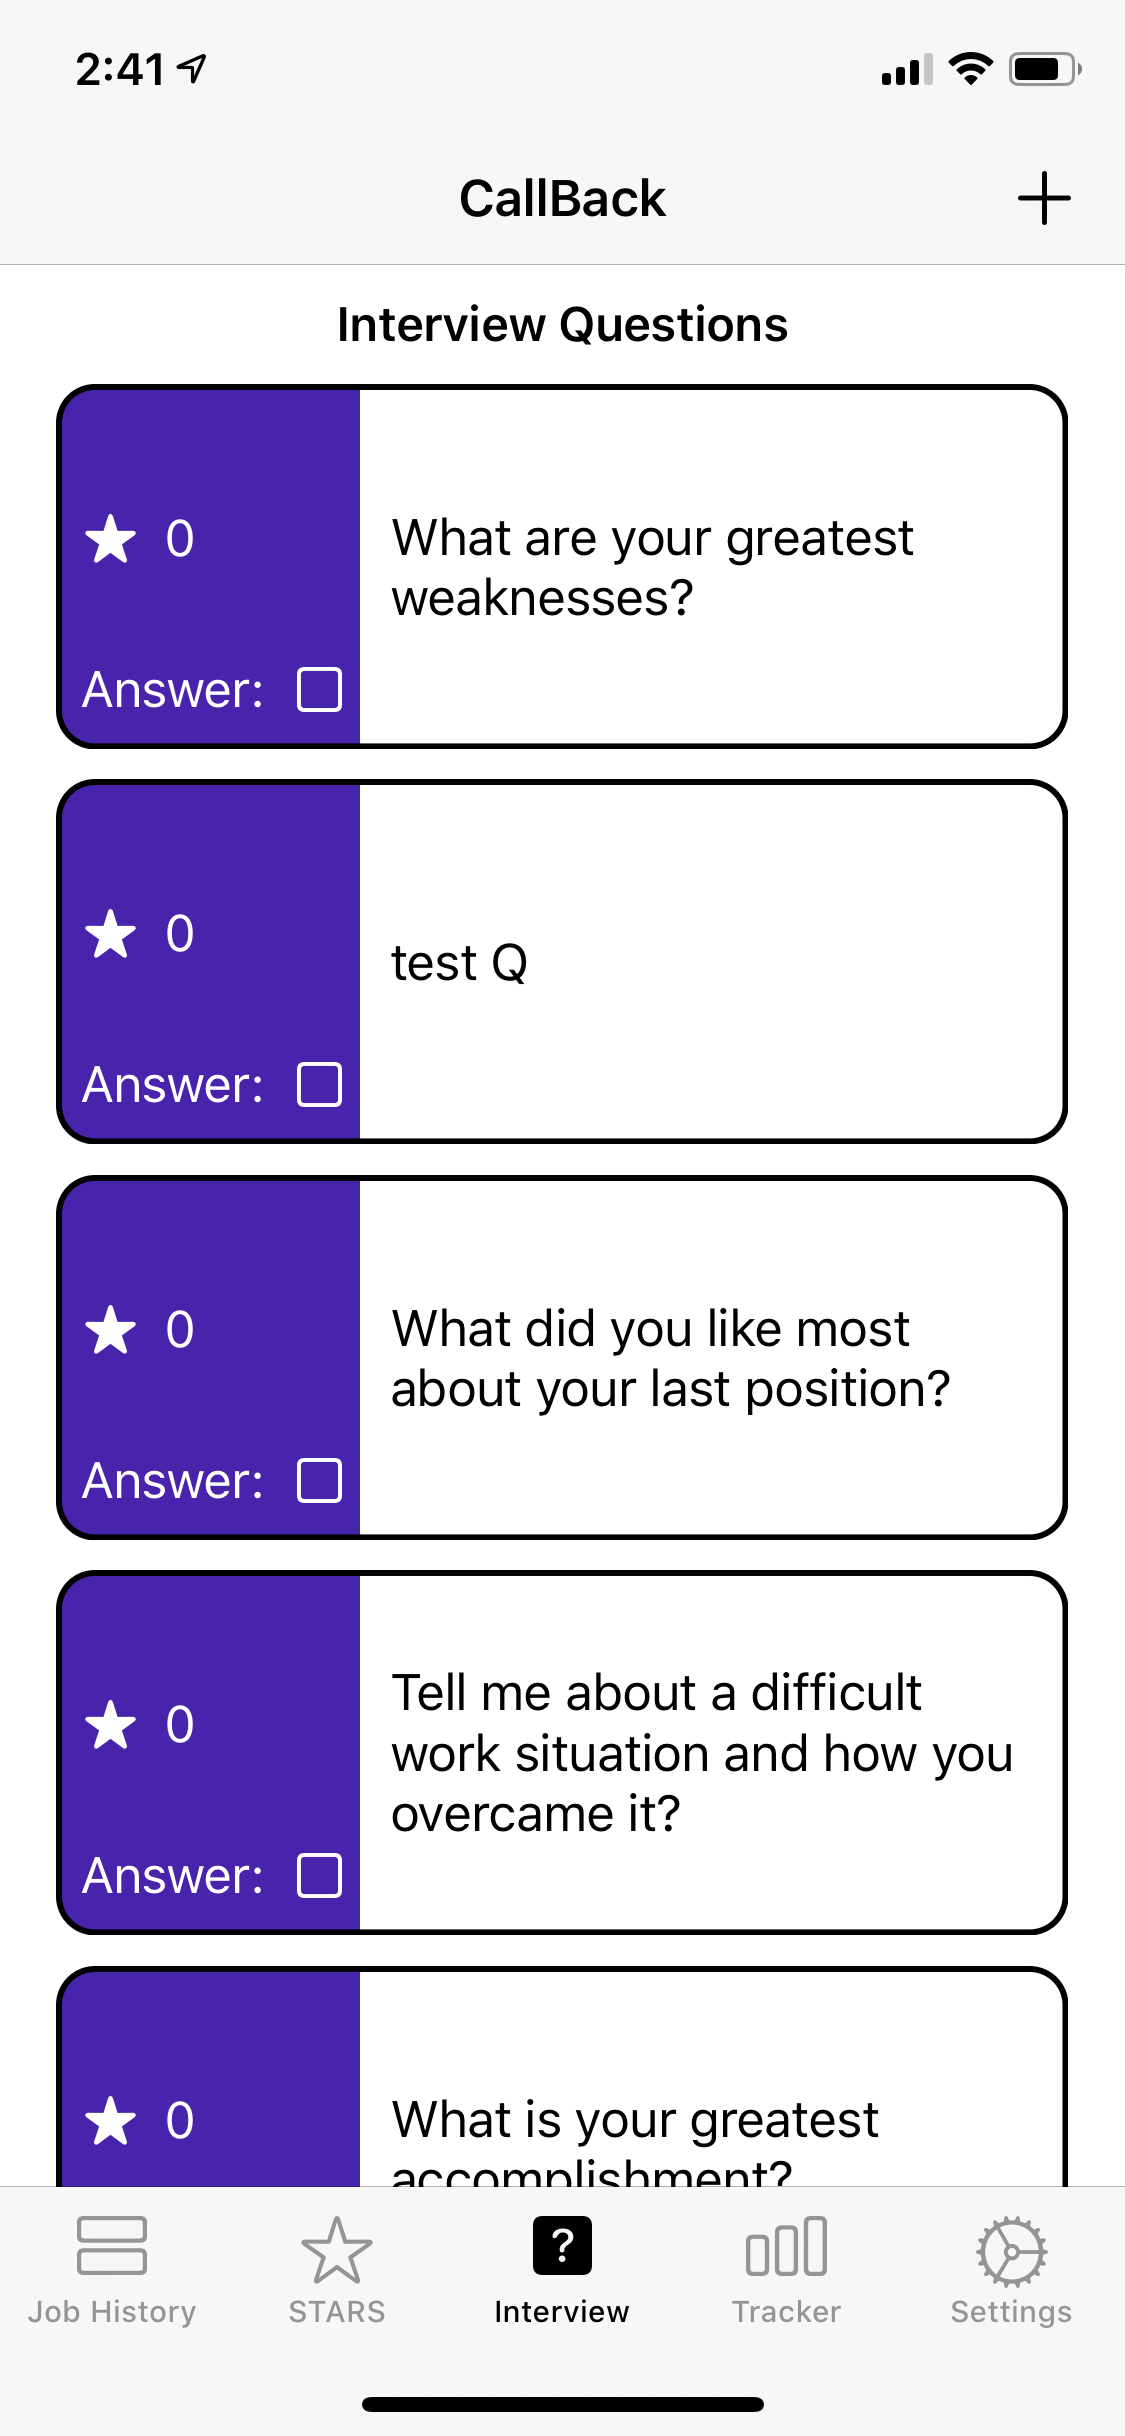 2:41
CallBack
Interview Questions
0
What are your greatest
weaknesses?
Answer:
0
test Q
Answer:
0
What did you like most
about your last position?
Answer:
0
Tell me about a difficult
work situation and how you
overcame it?
Answer:
0
What is your greatest
accomplishment?
?
Job History
STARS
Interview
Tracker
Settings